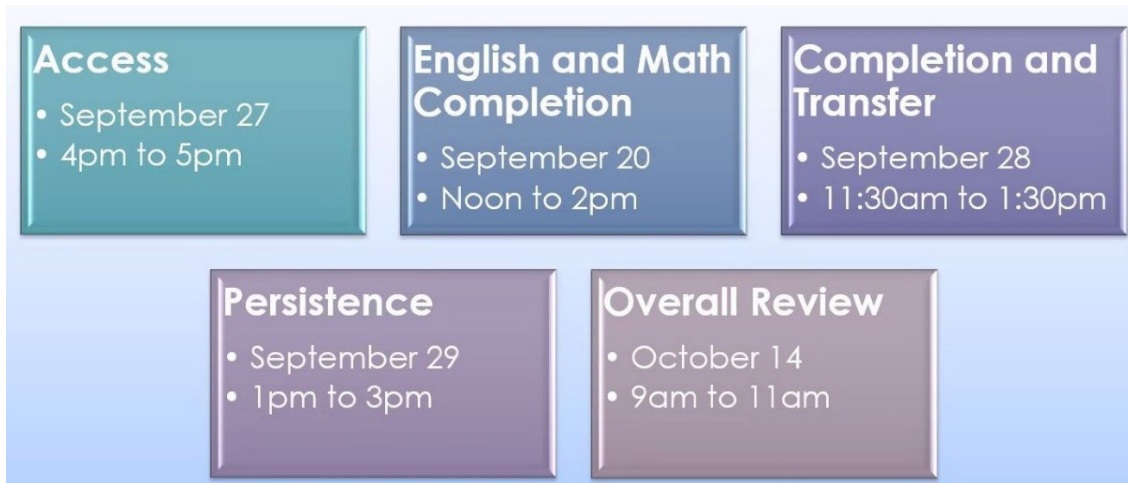 Access
• September 27
• 4pm to 5pm
English and Math
Completion
• September 20
• Noon to 2pm
Completion and
Transfer
• September 28
• 11:30am to 1:30pm
Persistence
• September 29
• 1pm to 3pm
Overall Review
• October 14
• 9am to 11am